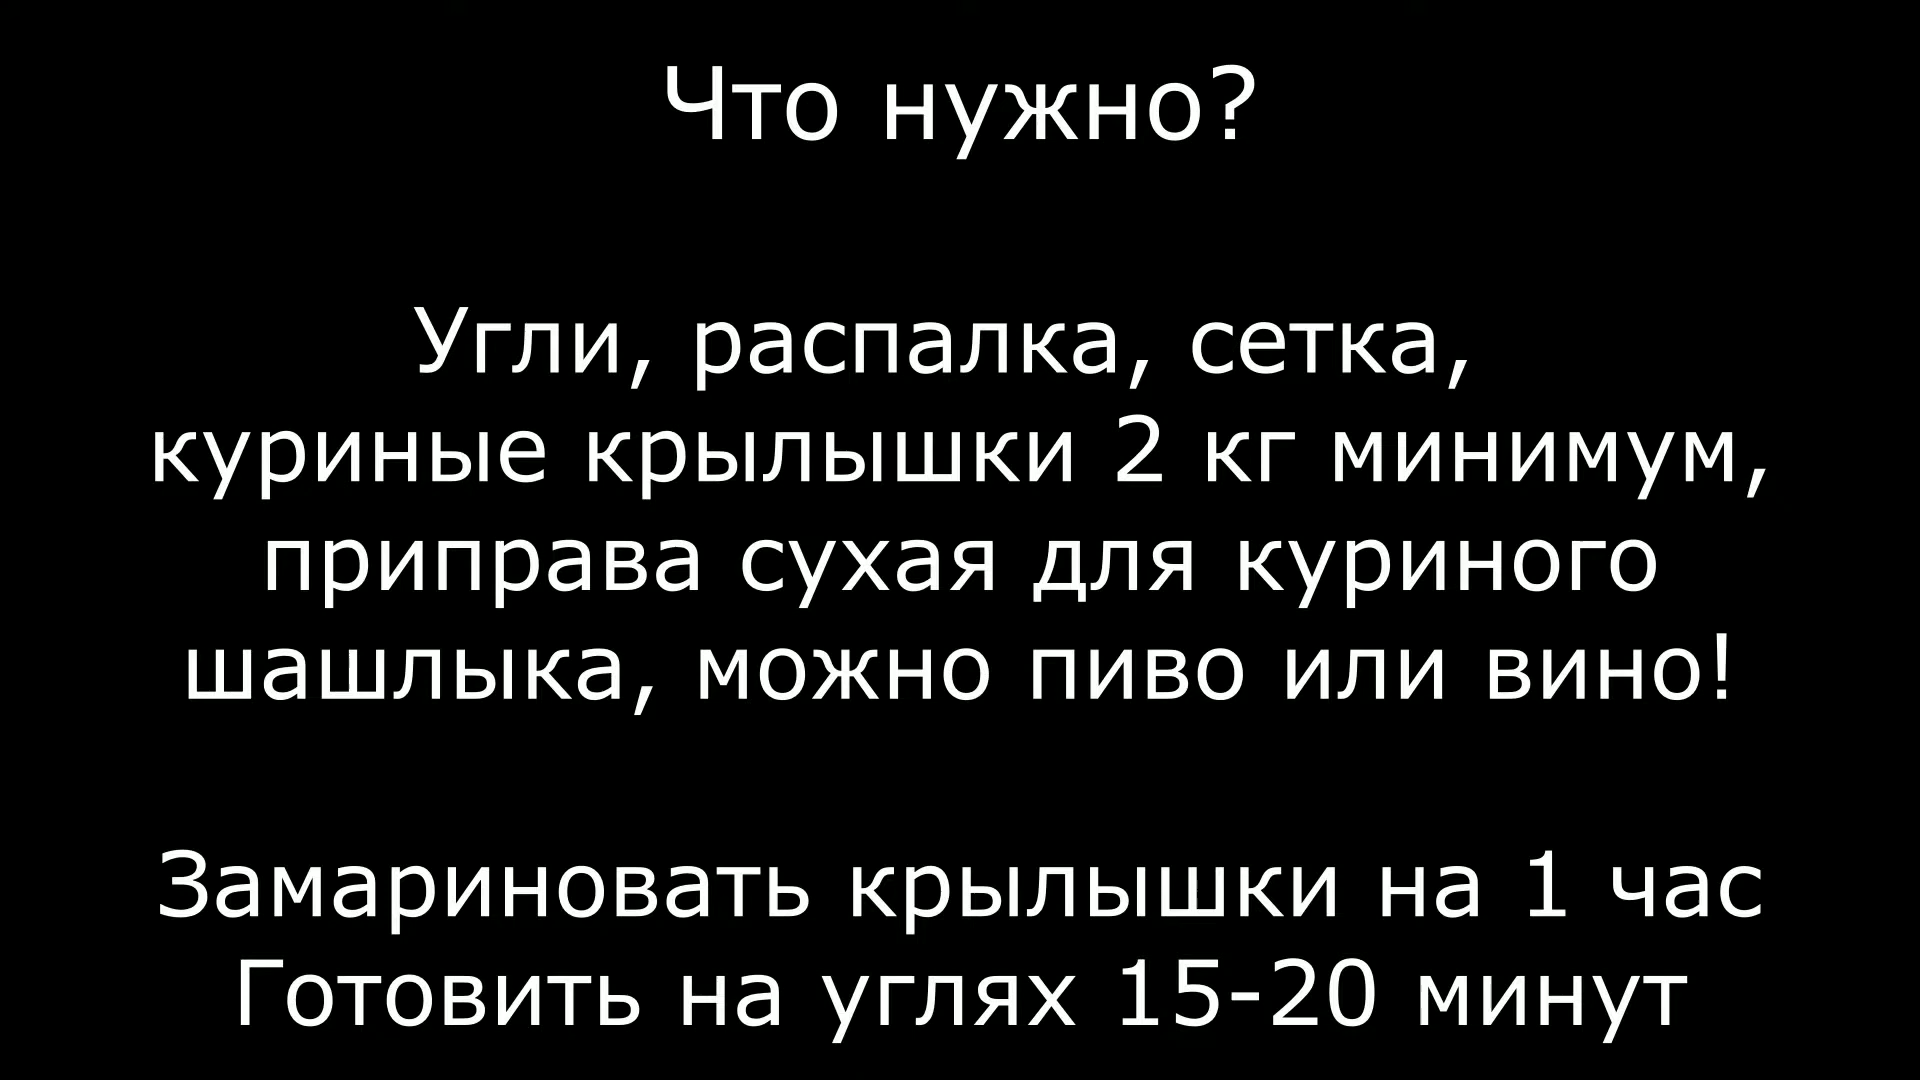 Что нужно?
Угли, распалка, сетка,
куриные крылышки 2 кг минимум,
приправа сухая для куриного
шашлыка, можно пиво или вино!
Замариновать крылышки на 1 час
Готовить на углях 15-20 минут